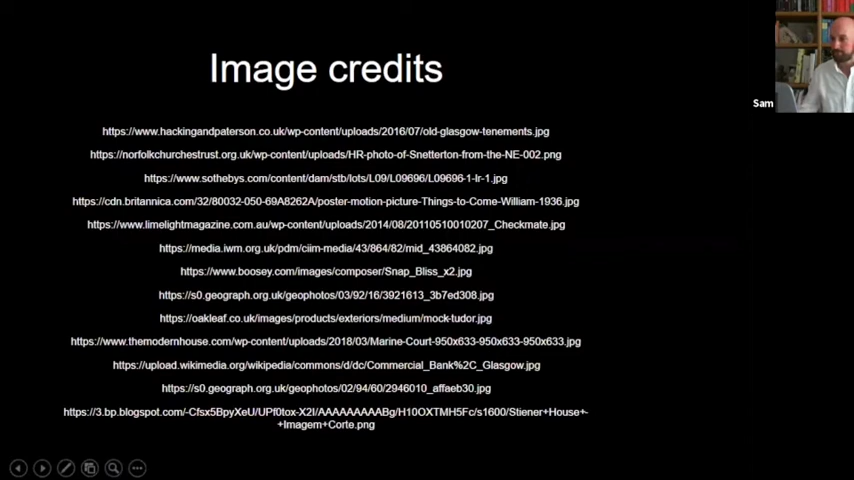 Image credits
Sam
https://www.hackingandpaterson.co.uk/wp-content/uploads/2016/07/old-glasgow-tenements.jpg
https://norfolkchurchestrust.org.uk/wp-content/uploads/HR-photo-of-Snetterton-from-the-NE-002.png
https://www.sothebys.com/content/dam/stb/lots/L09/L09696/L09696-1-lr-1.jpg
https://cdn.britannica.com/32/80032-050-69A8262A/poster-motion-picture-Things-to-Come-William-1936.jpg
https://www.limelightmagazine.com.au/wp-content/uploads/2014/08/20110510010207_Checkmate.jpg
https://media.iwm.org.uk/pdm/ciim-media/43/864/82/mid_43864082.jpg
https://www.boosey.com/images/composer/Snap_Bliss_x2.jpg
https://s0.geograph.org.uk/geophotos/03/92/16/3921613_3b7ed308.jpg
https://oakleaf.co.uk/images/products/exteriors/medium/mock-tudor.jpg
https://www.themodernhouse.com/wp-content/uploads/2018/03/Marine-Court-950x633-950x633-950x633.jpg
https://upload.wikimedia.org/wikipedia/commons/d/dc/Commercial_Bank%2C_Glasgow.jpg
https://s0.geograph.org.uk/geophotos/02/94/60/2946010_affaeb30.jpg
https://3.bp.blogspot.com/-Cfsx5BpyXeU/UPf0tox-X2I/AAAAAAAAABg/H10OXTMH5Fc/s1600/Stiener+House+-
+Imagem+Corte.png